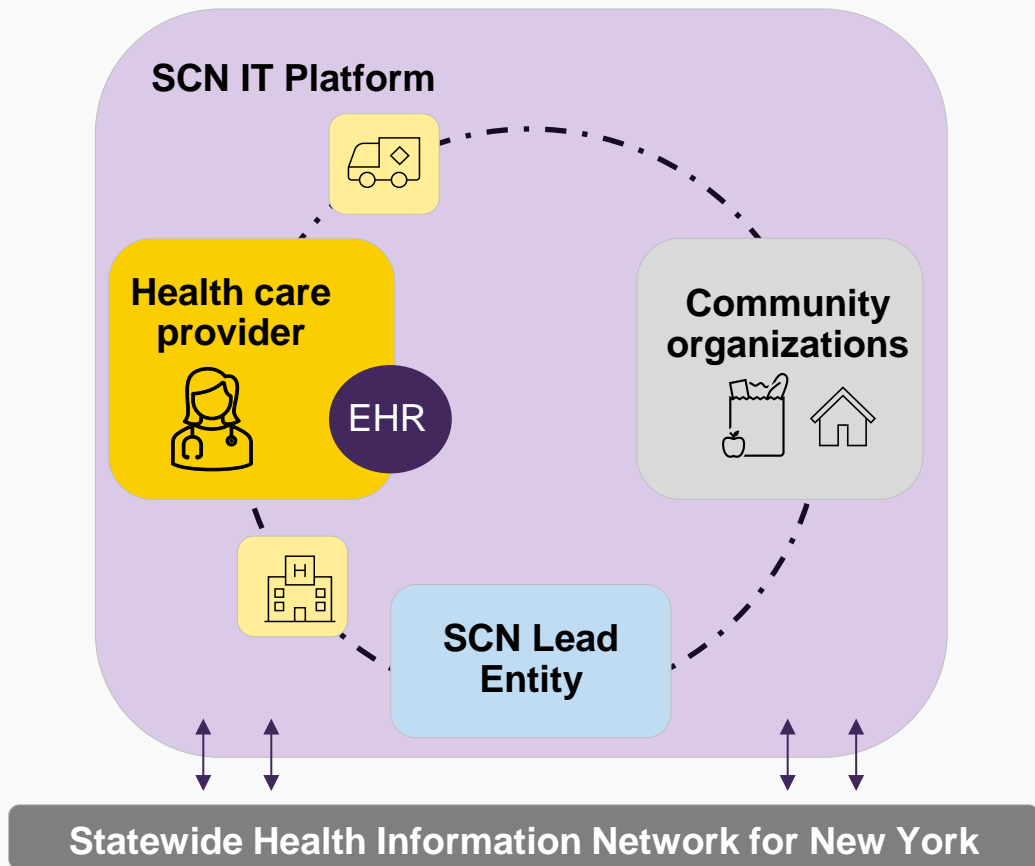 SCN IT Platform
Health care
provider
EHR
Community
organizations
H
SCN Lead
Entity
Statewide Health Information Network for New York